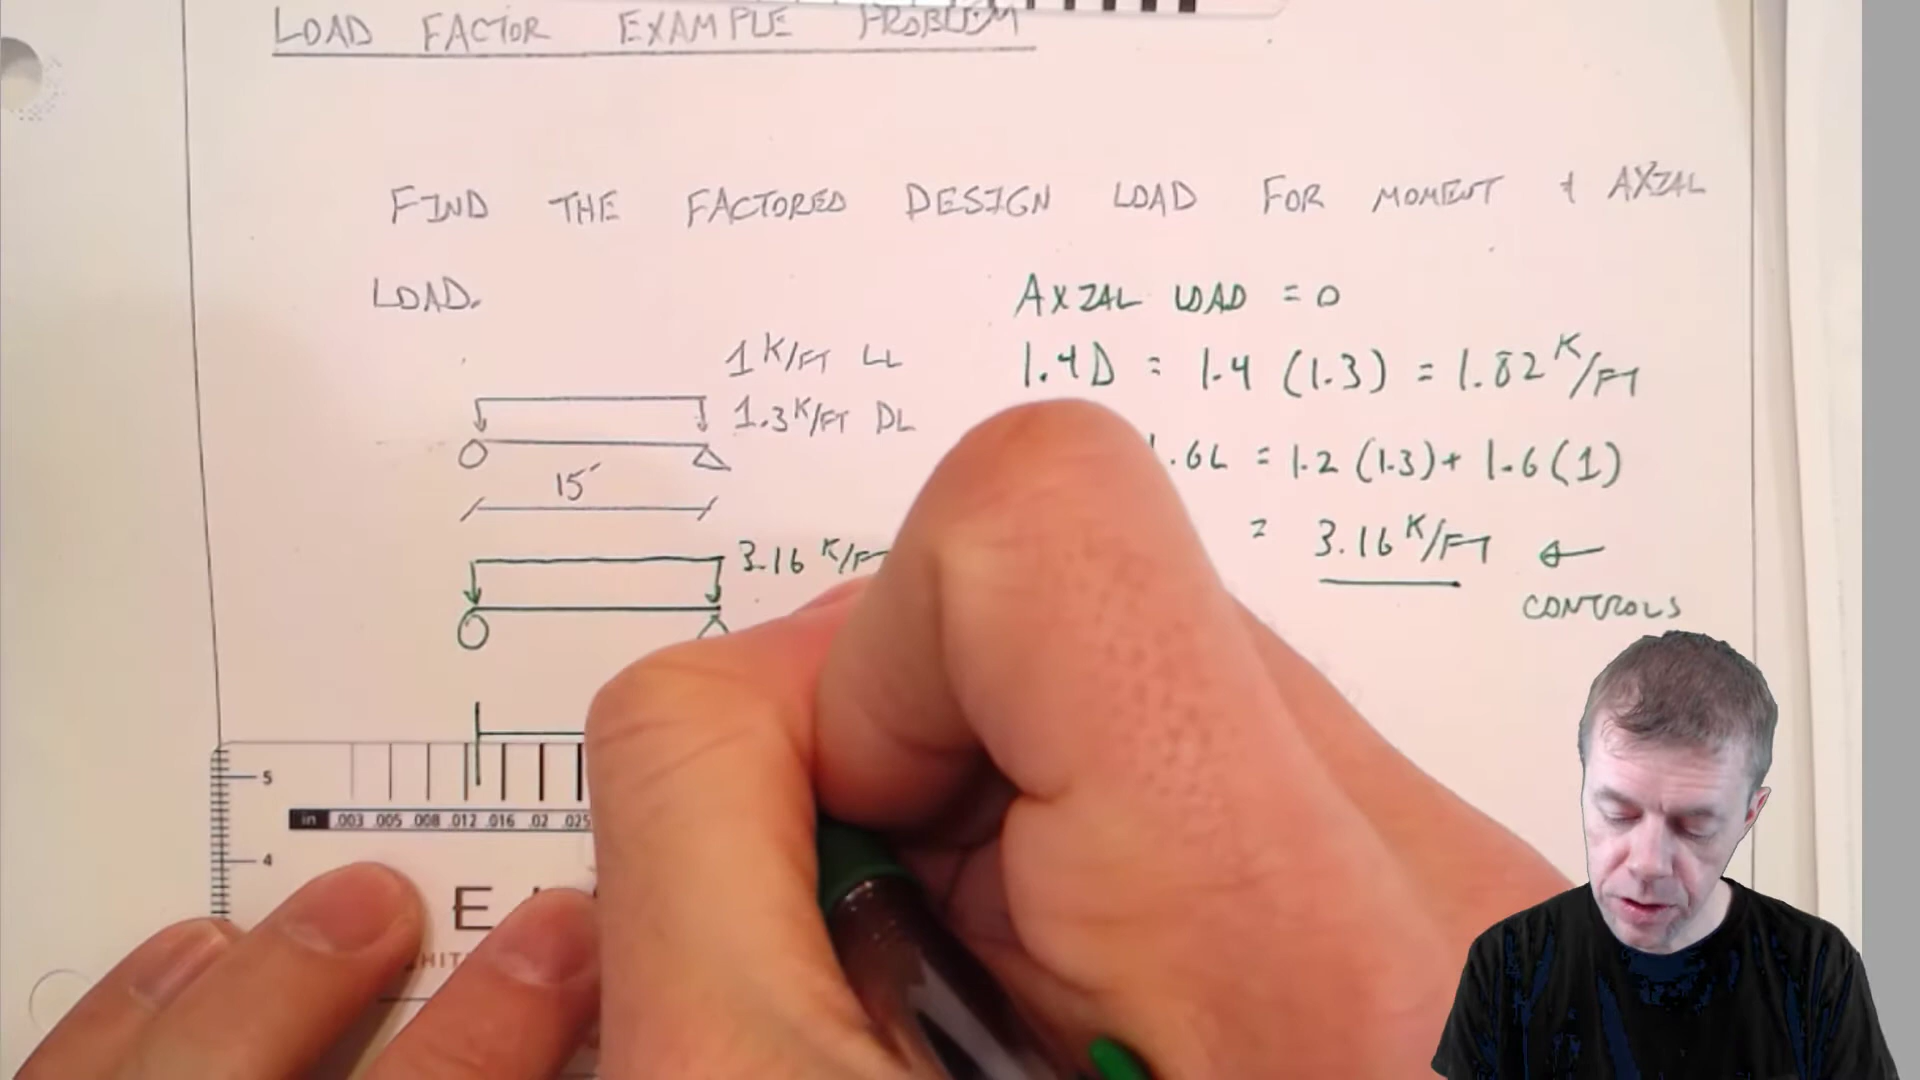 LOAD FACTOR EXAMPLE PROBLEM
FIND THE FACTORED DESIGN LOAD FOR MOMENT & AXIAL
LOAD.
AXIAL LOAD = 0
1 K/FT LL
1.3 K/FT DL
1.4D = 1.4 (1.3) = 1.82 K/FT
.6L = 1.2 (1.3) + 1.6 (1)
15'
= 3.16 K/FT ←
CONTROLS
3.16 K/F
5
in .003 .005 .008 .012 .016 .02 .025
4
E